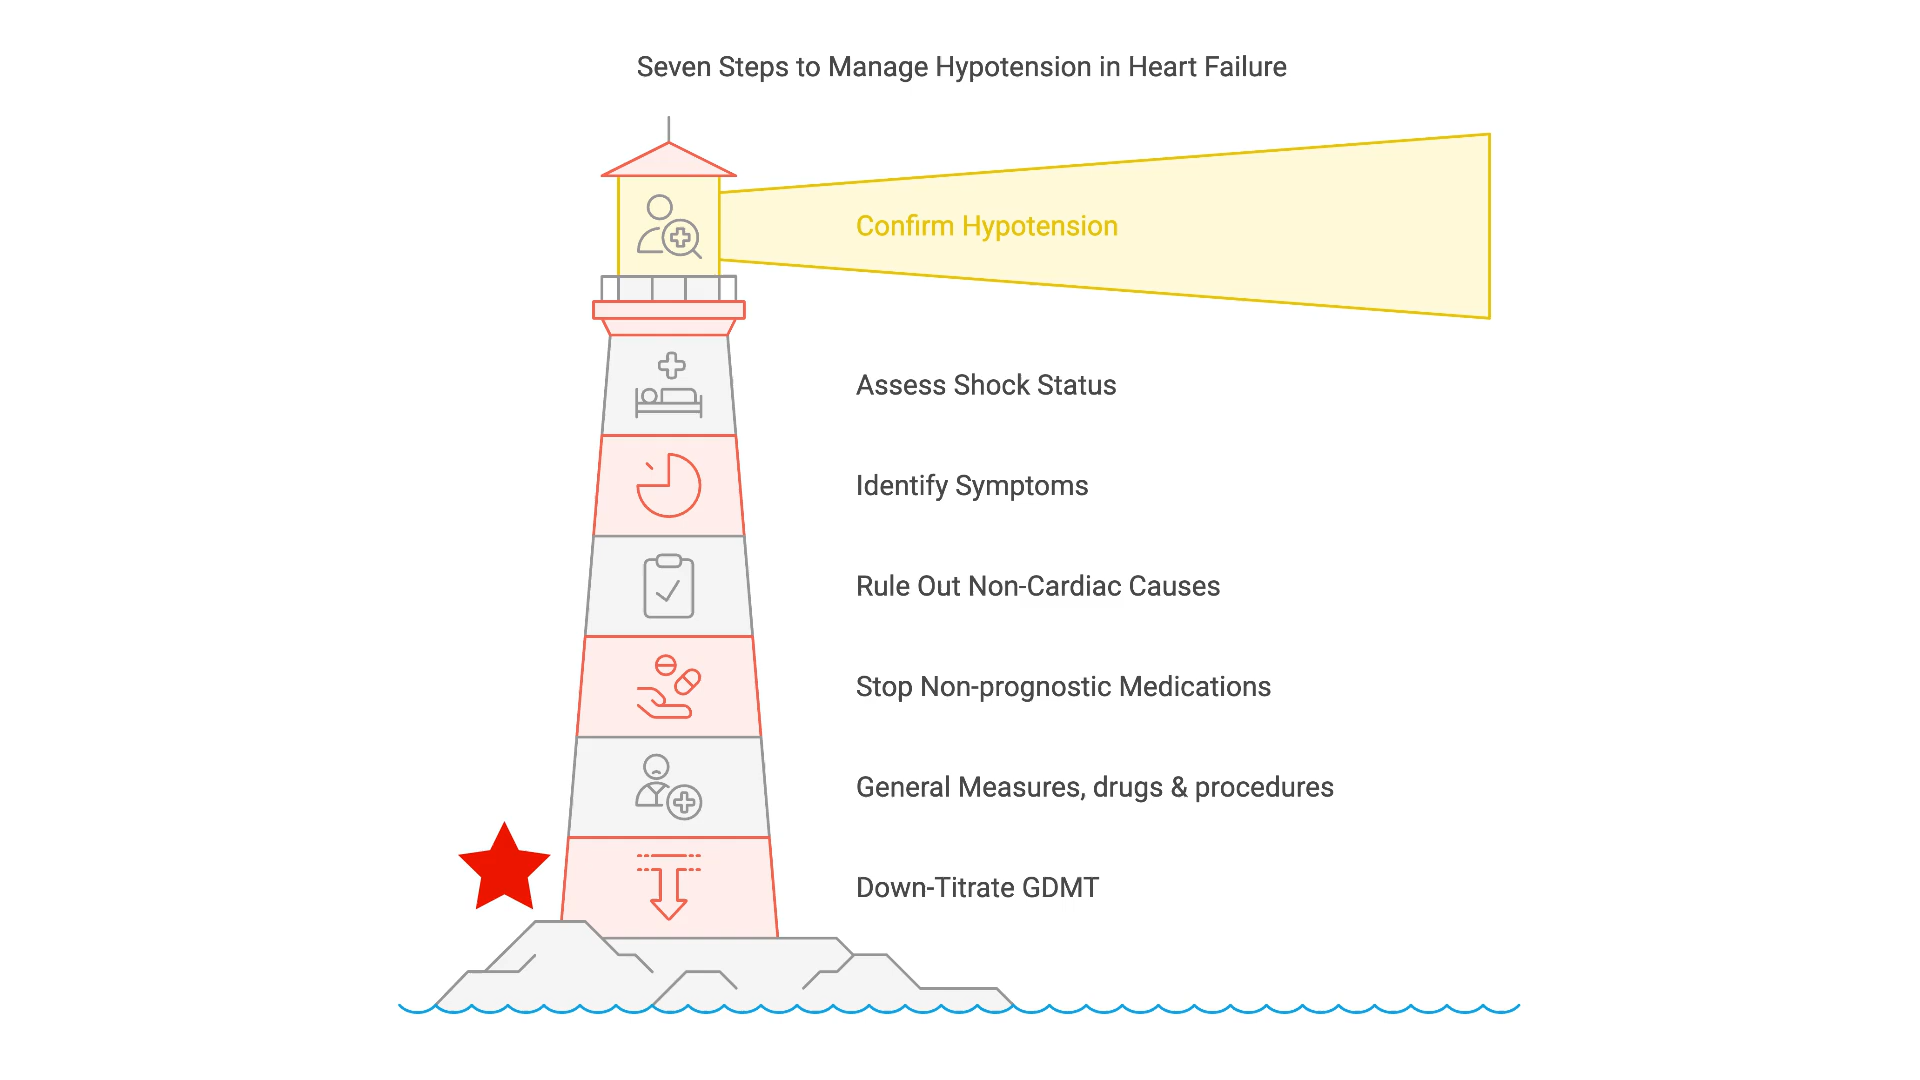 Seven Steps to Manage Hypotension in Heart Failure
Confirm Hypotension
Assess Shock Status
Identify Symptoms
Rule Out Non-Cardiac Causes
Stop Non-prognostic Medications
General Measures, drugs & procedures
Down-Titrate GDMT